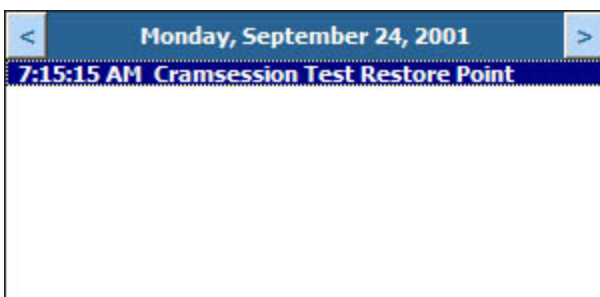 < Monday, September 24, 2001 >
7:15:15 AM Cramsession Test Restore Point